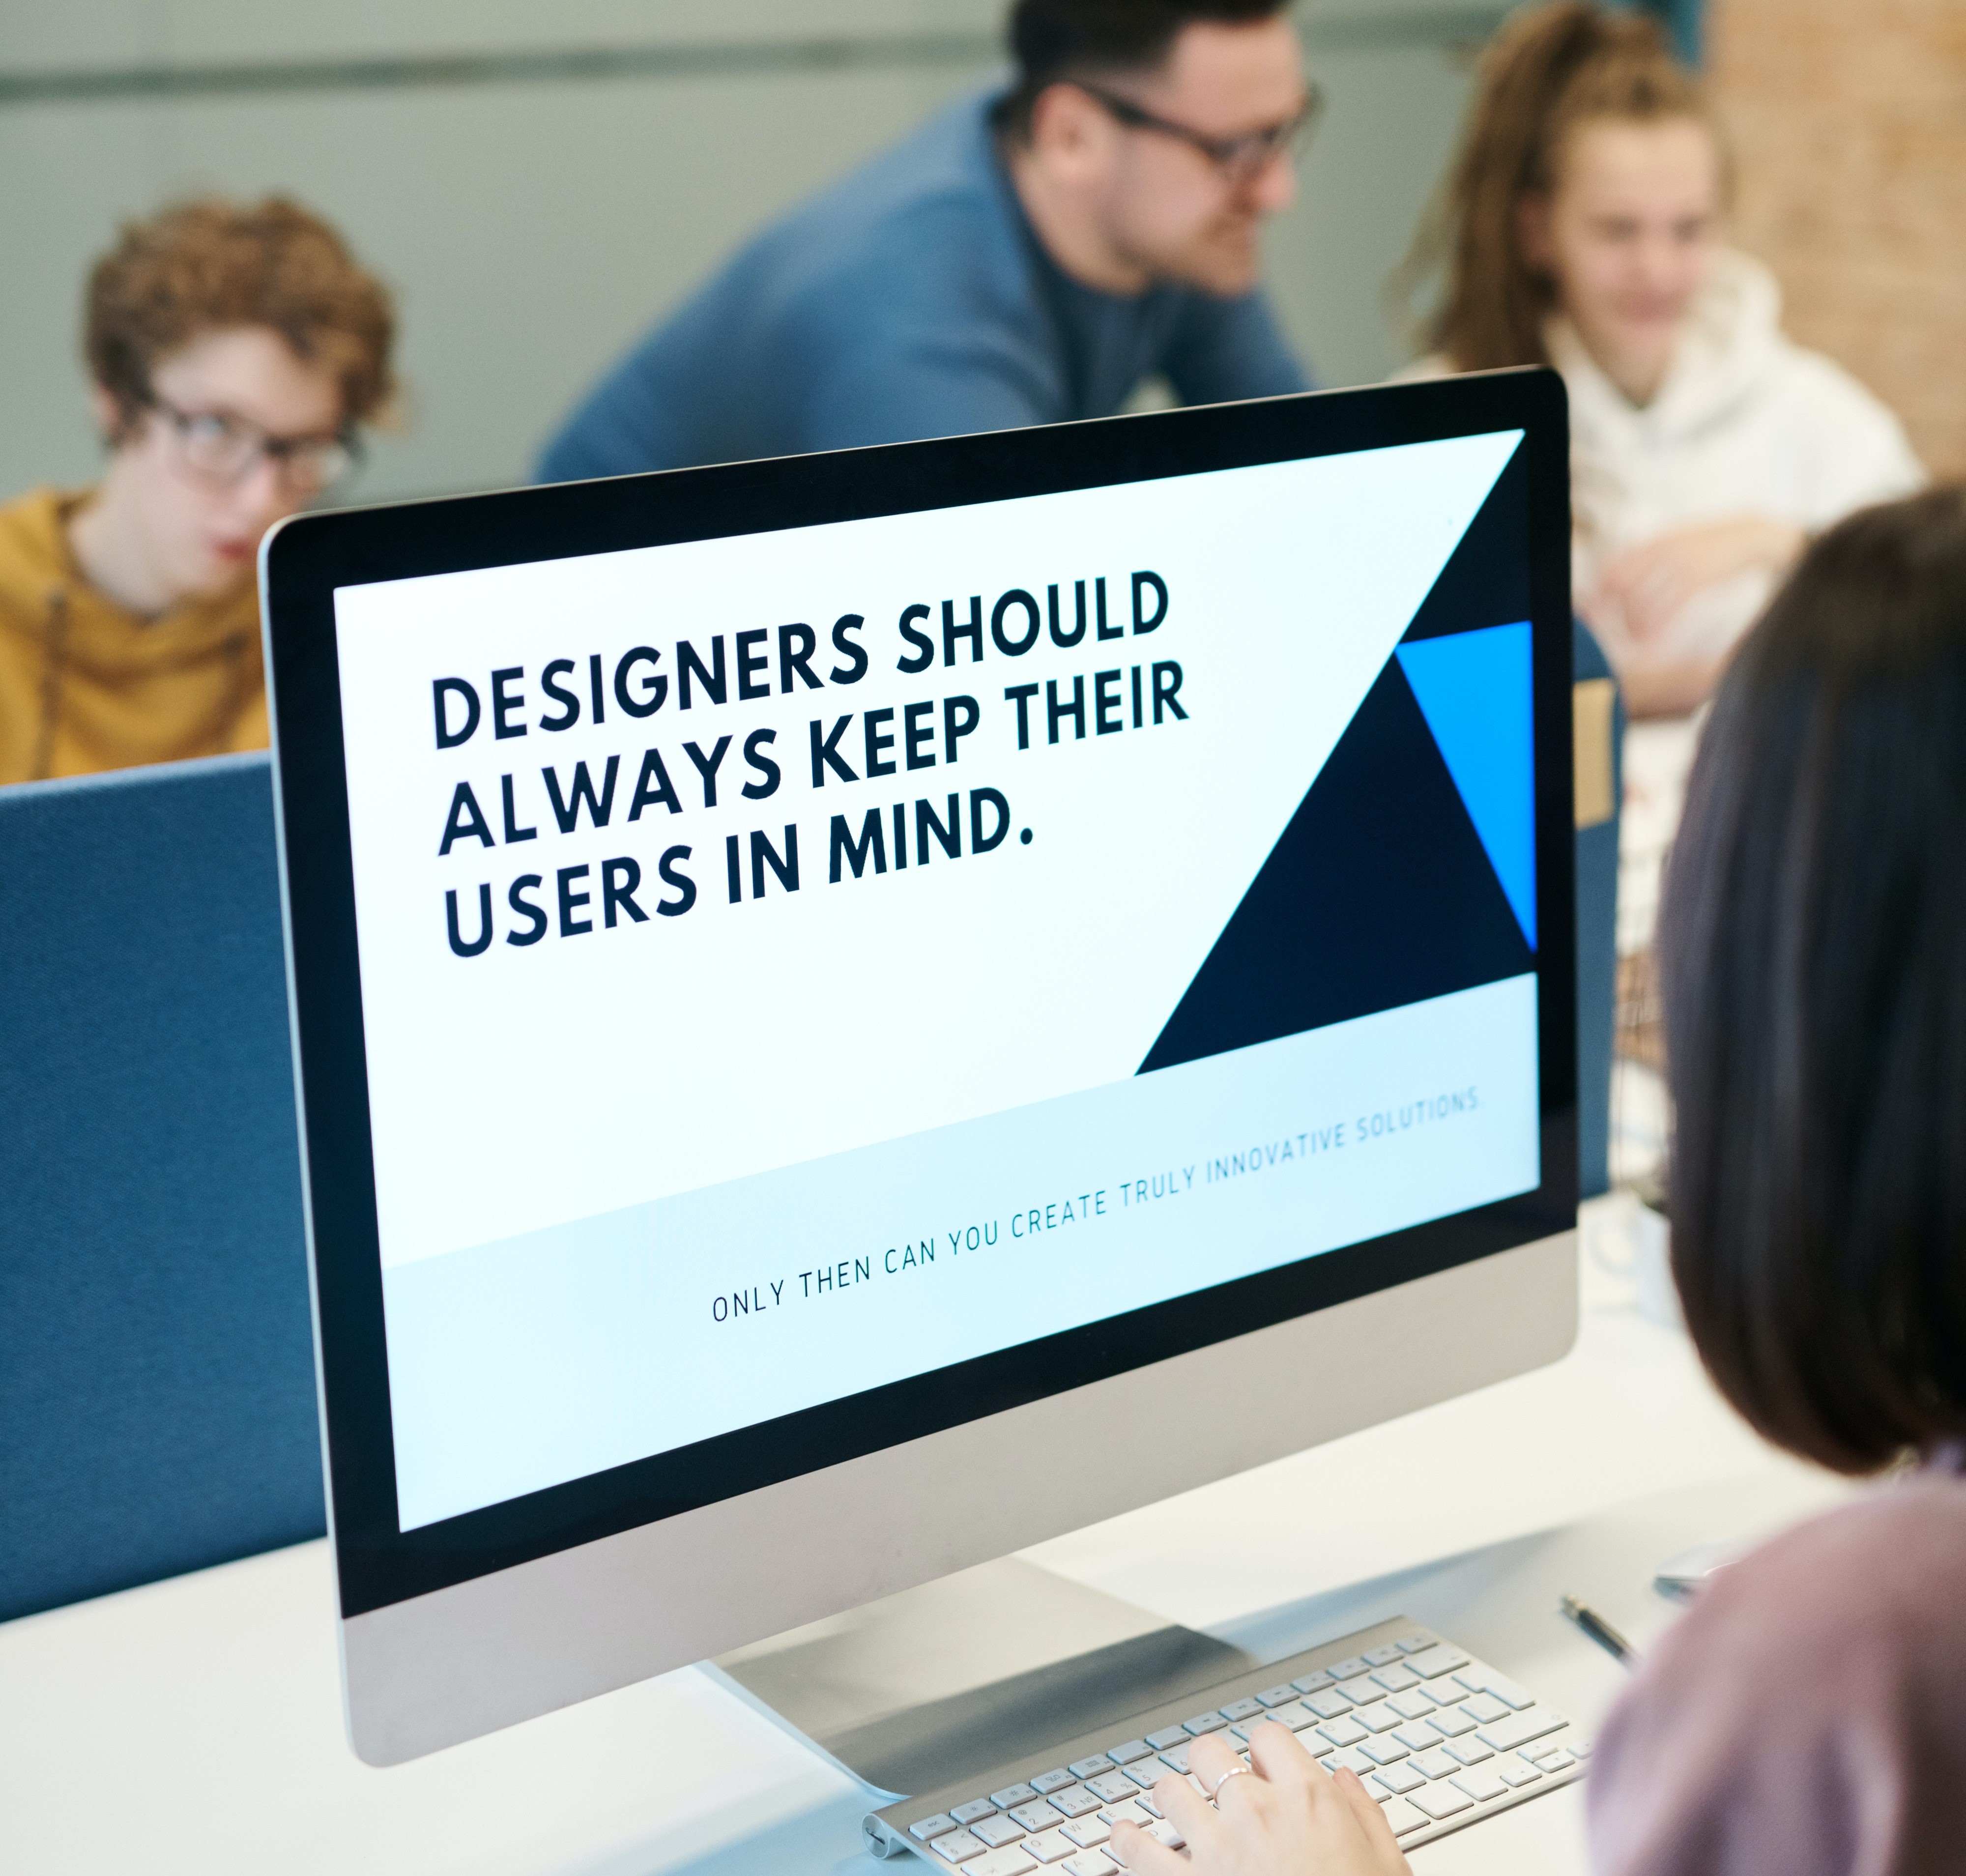 DESIGNERS SHOULD
ALWAYS KEEP THEIR
USERS IN MIND.
ONLY THEN CAN YOU CREATE TRULY INNOVATIVE SOLUTIONS.